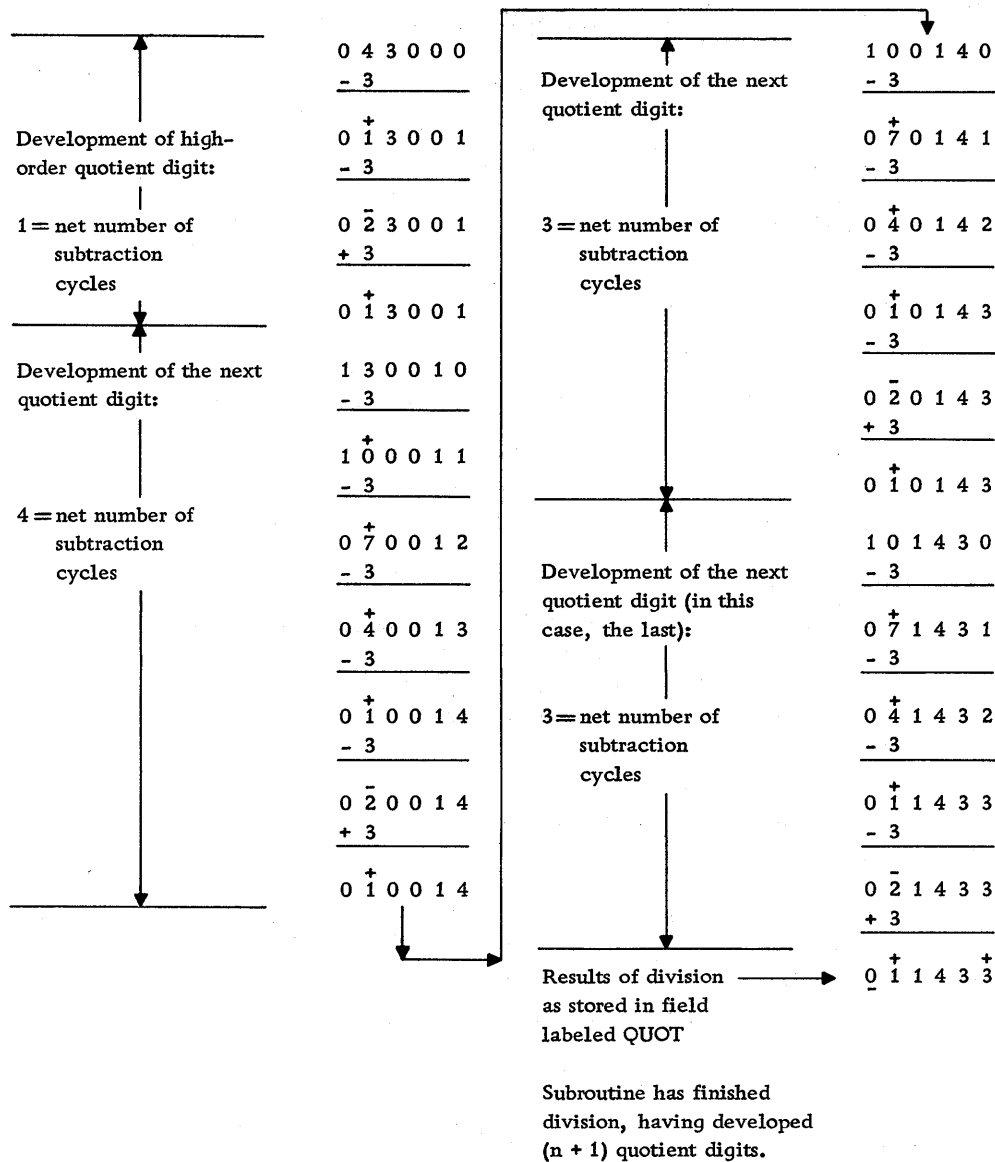 0 4 3 0 0 0
- 3
Development of high-
order quotient digit:
+
0 1 3 0 0 1
- 3
1 = net number of
subtraction
cycles
-
0 2 3 0 0 1
+ 3
+
0 1 3 0 0 1
Development of the next
quotient digit:
1 3 0 0 1 0
- 3
+
1 0 0 0 1 1
- 3
4 = net number of
subtraction
cycles
+
0 7 0 0 1 2
- 3
+
0 4 0 0 1 3
- 3
+
0 1 0 0 1 4
- 3
-
0 2 0 0 1 4
+ 3
+
0 1 0 0 1 4
Development of the next
quotient digit:
1 0 0 1 4 0
- 3
+
0 7 0 1 4 1
- 3
3 = net number of
subtraction
cycles
+
0 4 0 1 4 2
- 3
+
0 1 0 1 4 3
- 3
-
0 2 0 1 4 3
+ 3
+
0 1 0 1 4 3
1 0 1 4 3 0
- 3
Development of the next
quotient digit (in this
case, the last):
+
0 7 1 4 3 1
- 3
3 = net number of
subtraction
cycles
+
0 4 1 4 3 2
- 3
+
0 1 1 4 3 3
- 3
-
0 2 1 4 3 3
+ 3
Results of division
as stored in field
labeled QUOT
+ +
0 1 1 4 3 3
-
Subroutine has finished
division, having developed
(n + 1) quotient digits.